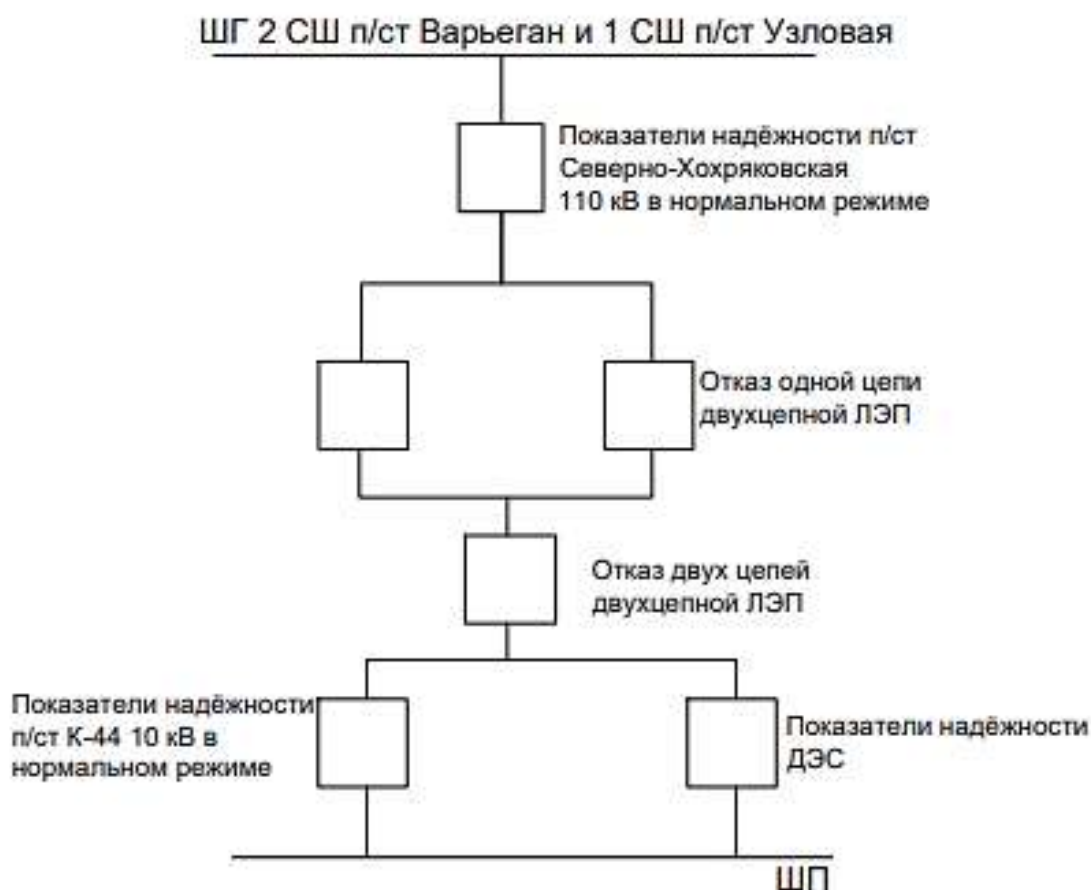 ШГ 2 СШ п/ст Варьеган и 1 СШ п/ст Узловая
Показатели надёжности п/ст
Северно-Хохряковская
110 кВ в нормальном режиме
Отказ одной цепи
двухцепной ЛЭП
Отказ двух цепей
двухцепной ЛЭП
Показатели надёжности
п/ст К-44 10 кВ в
нормальном режиме
Показатели надёжности
ДЭС
ШП